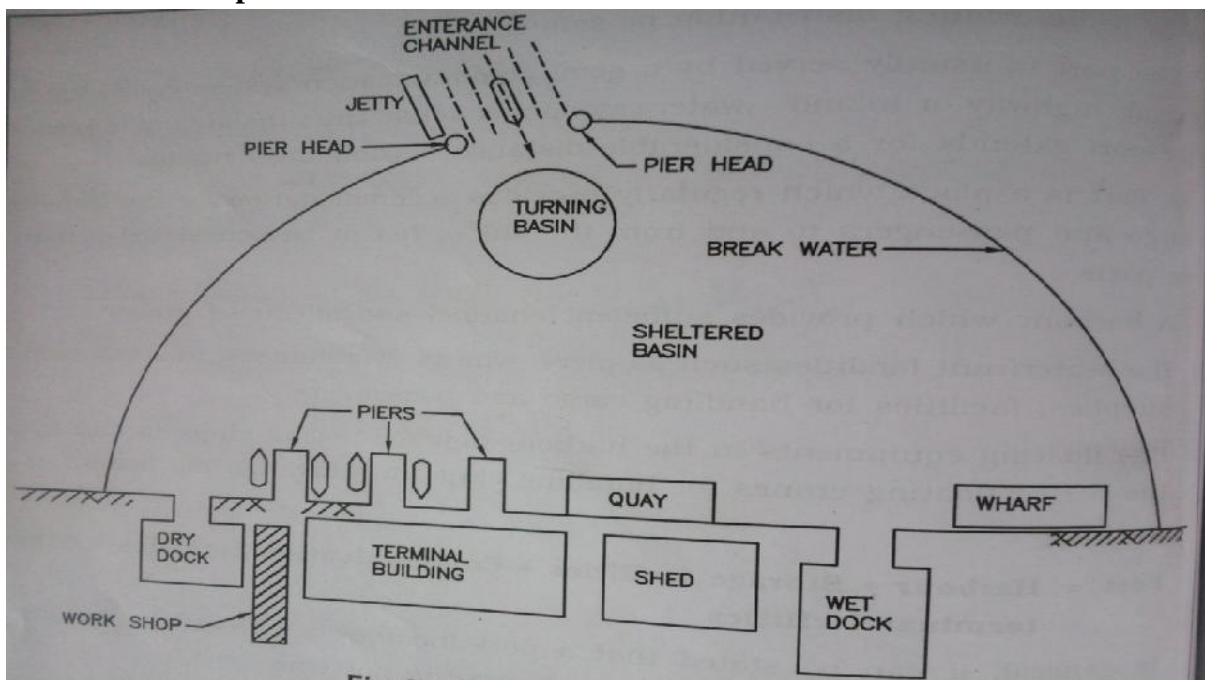 ENTERANCE
CHANNEL
JETTY
PIER HEAD
PIER HEAD
TURNING
BASIN
BREAK WATER
SHELTERED
BASIN
PIERS
QUAY
WHARF
DRY
DOCK
TERMINAL
BUILDING
SHED
WET
DOCK
WORK SHOP